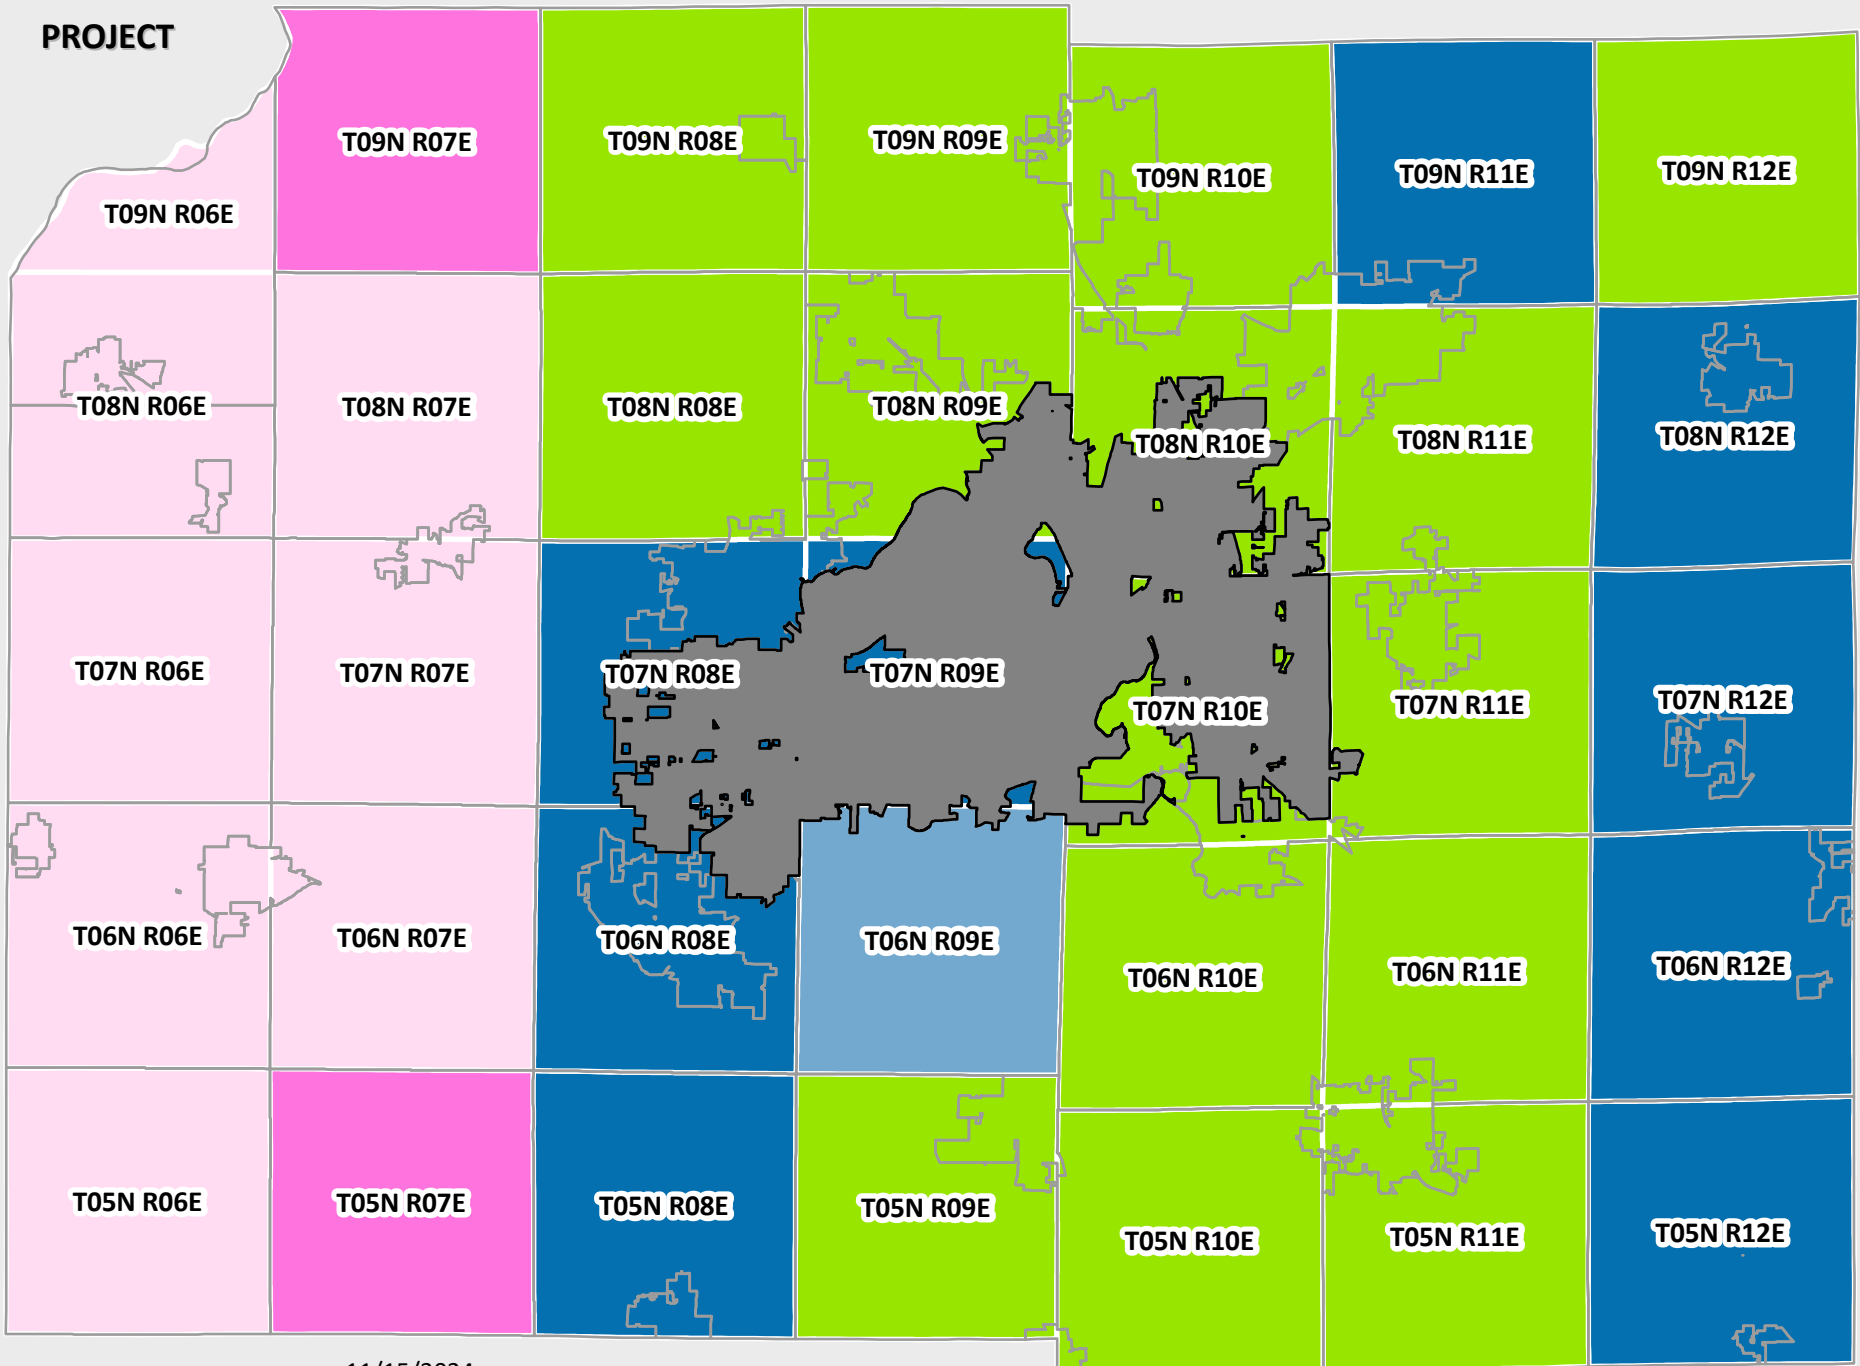 PROJECT
T09N R07E
T09N R08E
T09N R09E
T09N R10E
T09N R11E
T09N R12E
T09N R06E
T08N R06E
T08N R07E
T08N R08E
T08N R09E
T08N R10E
T08N R11E
T08N R12E
T07N R06E
T07N R07E
T07N R08E
T07N R09E
T07N R10E
T07N R11E
T07N R12E
T06N R06E
T06N R07E
T06N R08E
T06N R09E
T06N R10E
T06N R11E
T06N R12E
T05N R06E
T05N R07E
T05N R08E
T05N R09E
T05N R10E
T05N R11E
T05N R12E
11/15/2024